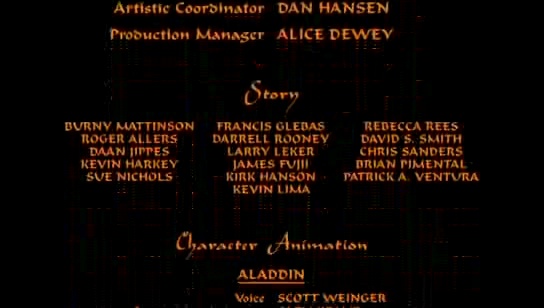 Artistic Coordinator DAN HANSEN
Production Manager ALICE DEWEY
Story
BURNY MATTINSON FRANCIS GLEBAS REBECCA REES
ROGER ALLERS DARRELL ROONEY DAVID S. SMITH
DAAN JIPPES LARRY LEKER CHRIS SANDERS
KEVIN HARKEY JAMES FUJII BRIAN PIMENTAL
SUE NICHOLS KIRK HANSON PATRICK A. VENTURA
KEVIN LIMA
Character Animation
ALADDIN
Voice SCOTT WEINGER